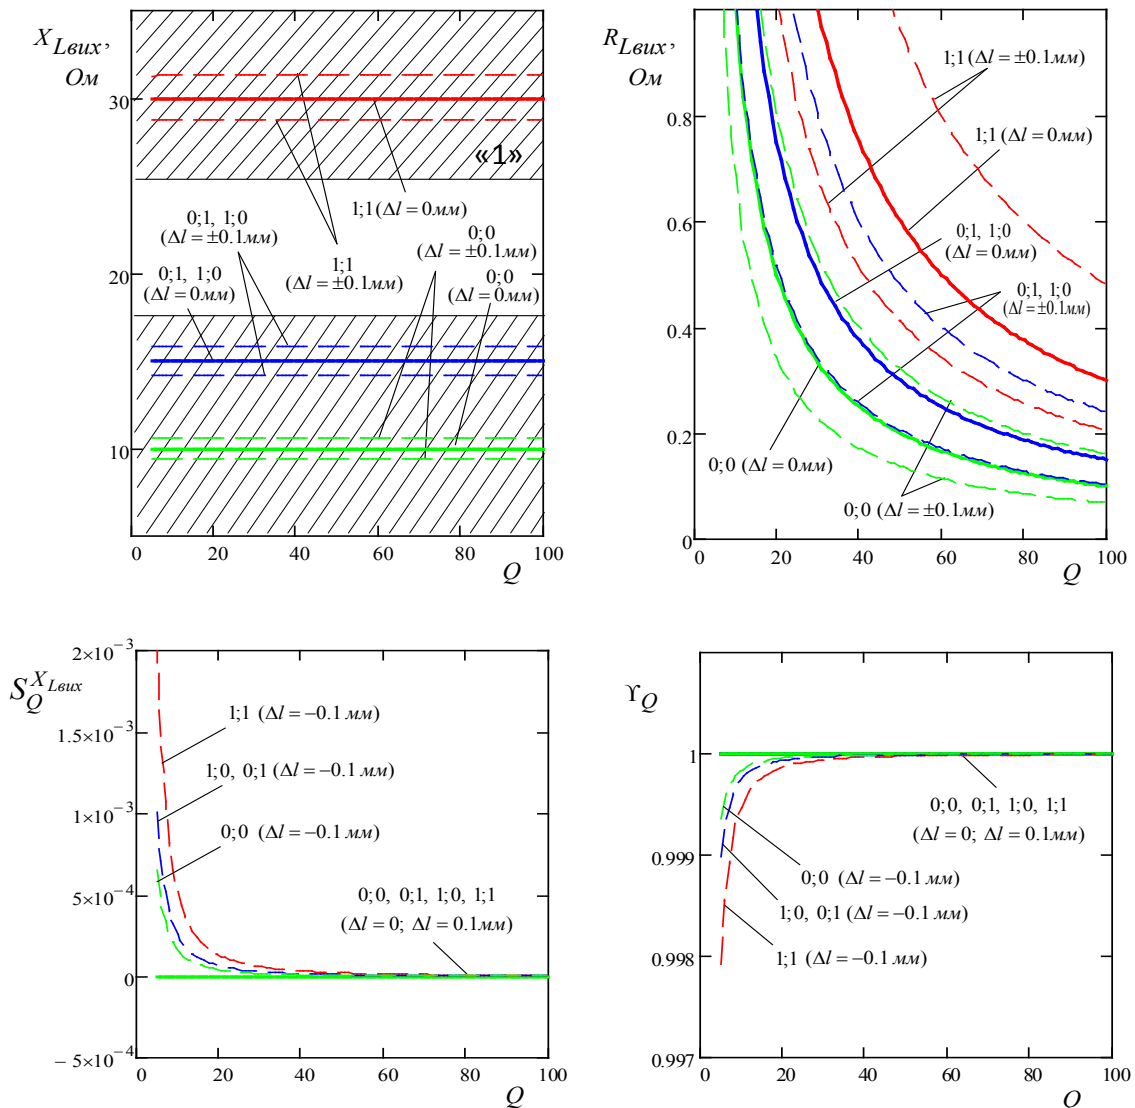 X_Lвих,
Ом
30
20
10
0
20
40
60
80
100
Q
«1»
1;1 (Δl = 0мм)
0;1, 1;0
(Δl = ±0.1мм)
0;0
(Δl = ±0.1мм)
0;1, 1;0
(Δl = 0мм)
1;1
(Δl = ±0.1мм)
0;0
(Δl = 0мм)
R_Lвих,
Ом
0.8
0.6
0.4
0.2
0
0
20
40
60
80
100
Q
1;1 (Δl = ±0.1мм)
1;1 (Δl = 0мм)
0;1, 1;0
(Δl = 0мм)
0;1, 1;0
(Δl = ±0.1мм)
0;0 (Δl = 0мм)
0;0 (Δl = ±0.1мм)
S_Q^X_Lвих
2×10⁻³
1.5×10⁻³
1×10⁻³
5×10⁻⁴
0
− 5×10⁻⁴
0
20
40
60
80
100
Q
1;1 (Δl = −0.1 мм)
1;0, 0;1 (Δl = −0.1 мм)
0;0 (Δl = −0.1 мм)
0;0, 0;1, 1;0, 1;1
(Δl = 0; Δl = 0.1мм)
ϒ_Q
1
0.999
0.998
0.997
0
20
40
60
80
100
Q
0;0, 0;1, 1;0, 1;1
(Δl = 0; Δl = 0.1мм)
0;0 (Δl = −0.1 мм)
1;0, 0;1 (Δl = −0.1 мм)
1;1 (Δl = −0.1 мм)